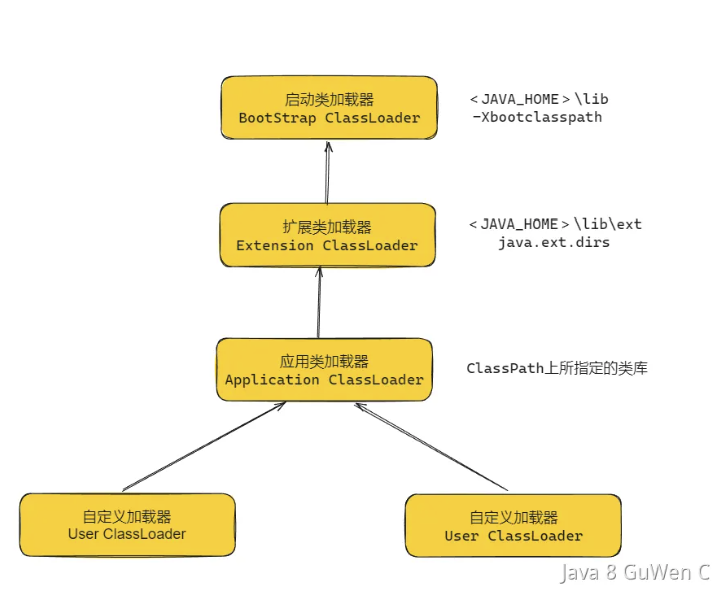 启动类加载器
BootStrap ClassLoader
<JAVA_HOME>\lib
-Xbootclasspath
扩展类加载器
Extension ClassLoader
<JAVA_HOME>\lib\ext
java.ext.dirs
应用类加载器
Application ClassLoader
ClassPath上所指定的类库
自定义加载器
User ClassLoader
自定义加载器
User ClassLoader
Java 8 GuWen C